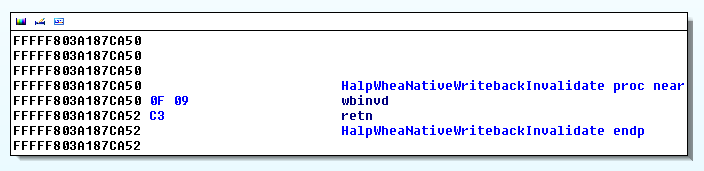 FFFFF803A187CA50
FFFFF803A187CA50
FFFFF803A187CA50
FFFFF803A187CA50 HalpWheaNativeWritebackInvalidate proc near
FFFFF803A187CA50 0F 09 wbinvd
FFFFF803A187CA52 C3 retn
FFFFF803A187CA52 HalpWheaNativeWritebackInvalidate endp
FFFFF803A187CA52